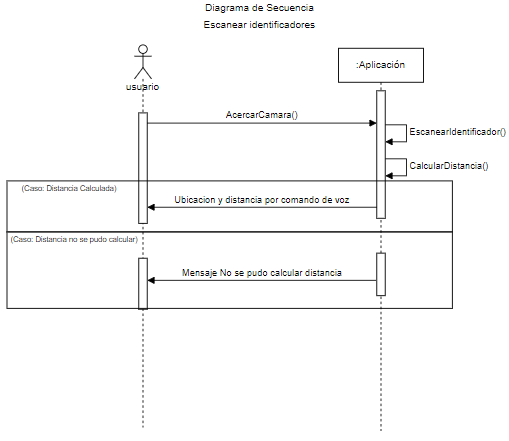 Diagrama de Secuencia
Escanear identificadores
:Aplicación
usuario
AcercarCamara()
EscanearIdentificador()
CalcularDistancia()
(Caso: Distancia Calculada)
Ubicacion y distancia por comando de voz
(Caso: Distancia no se pudo calcular)
Mensaje No se pudo calcular distancia